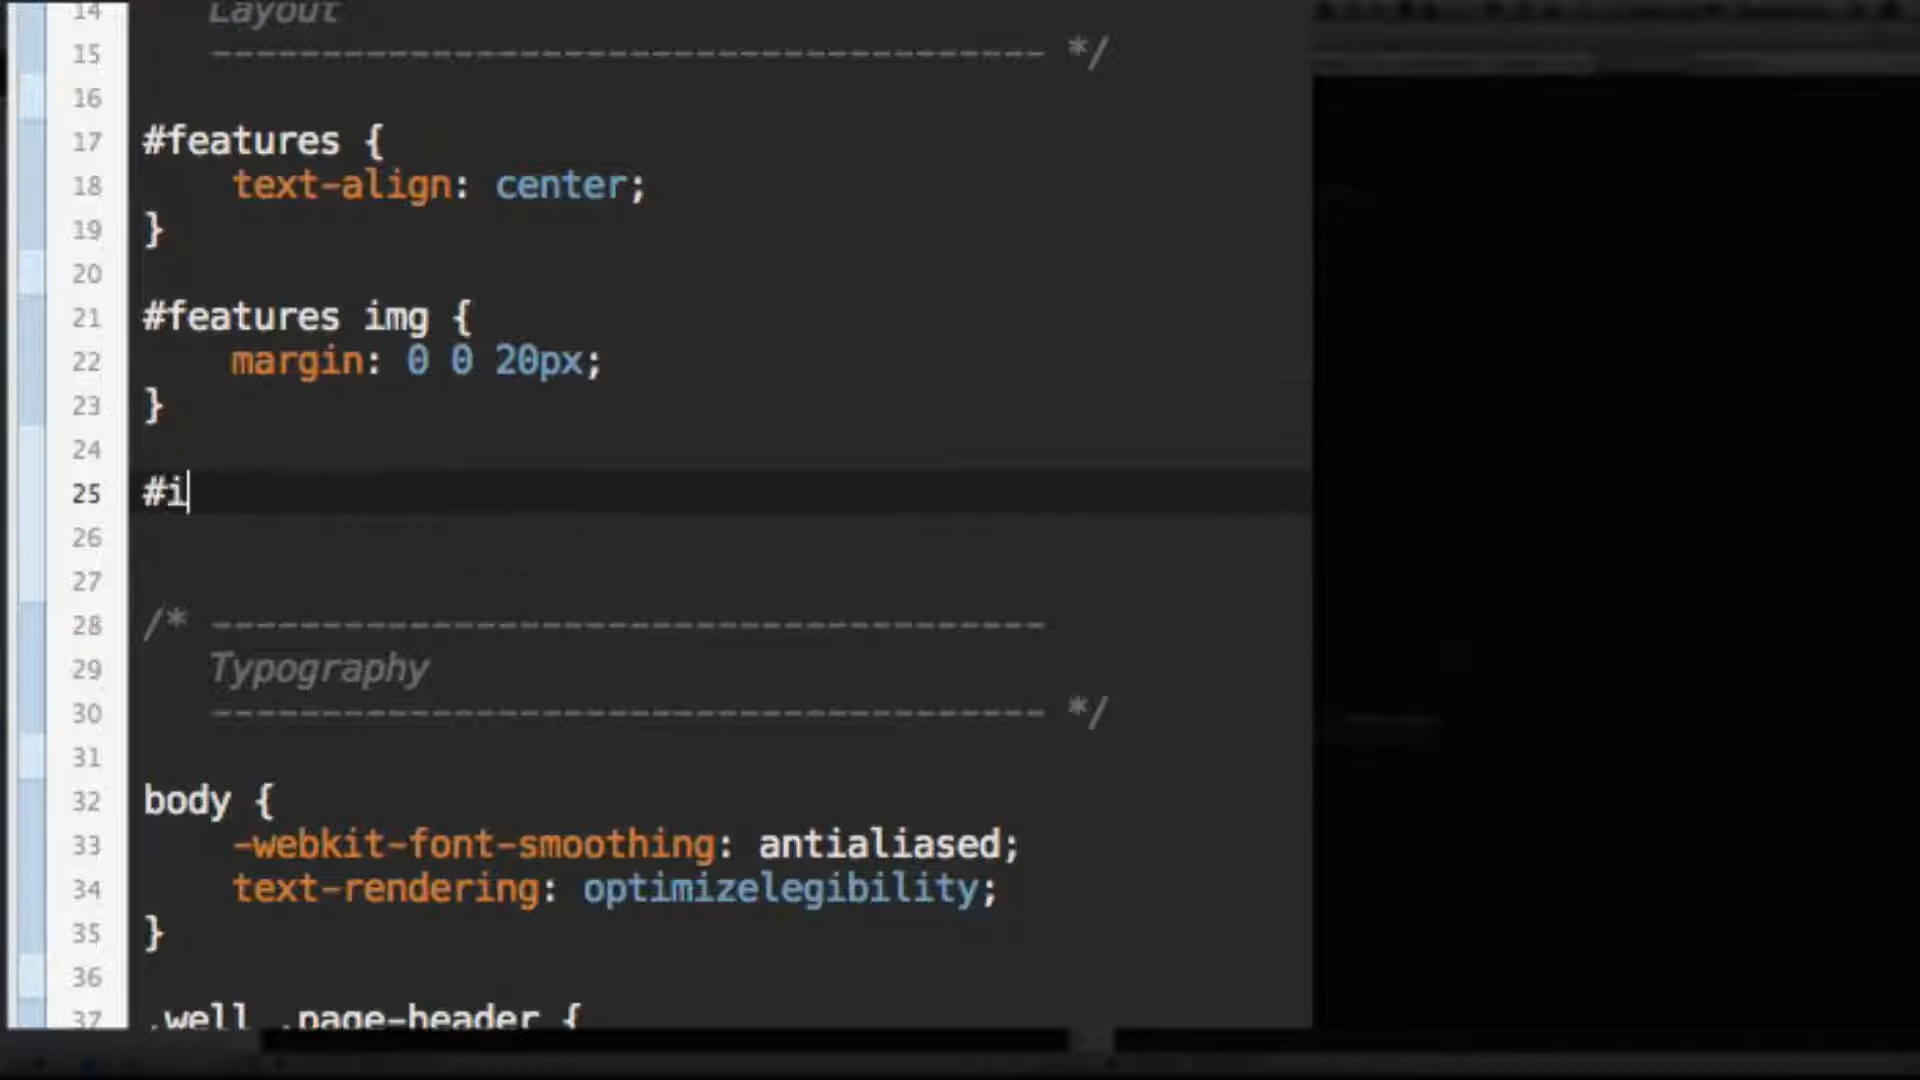 14 Layout
15 -------------------------------------- */
16
17 #features {
18 text-align: center;
19 }
20
21 #features img {
22 margin: 0 0 20px;
23 }
24
25 #i
26
27
28 /* --------------------------------------
29 Typography
30 -------------------------------------- */
31
32 body {
33 -webkit-font-smoothing: antialiased;
34 text-rendering: optimizelegibility;
35 }
36
37 .well .page-header {